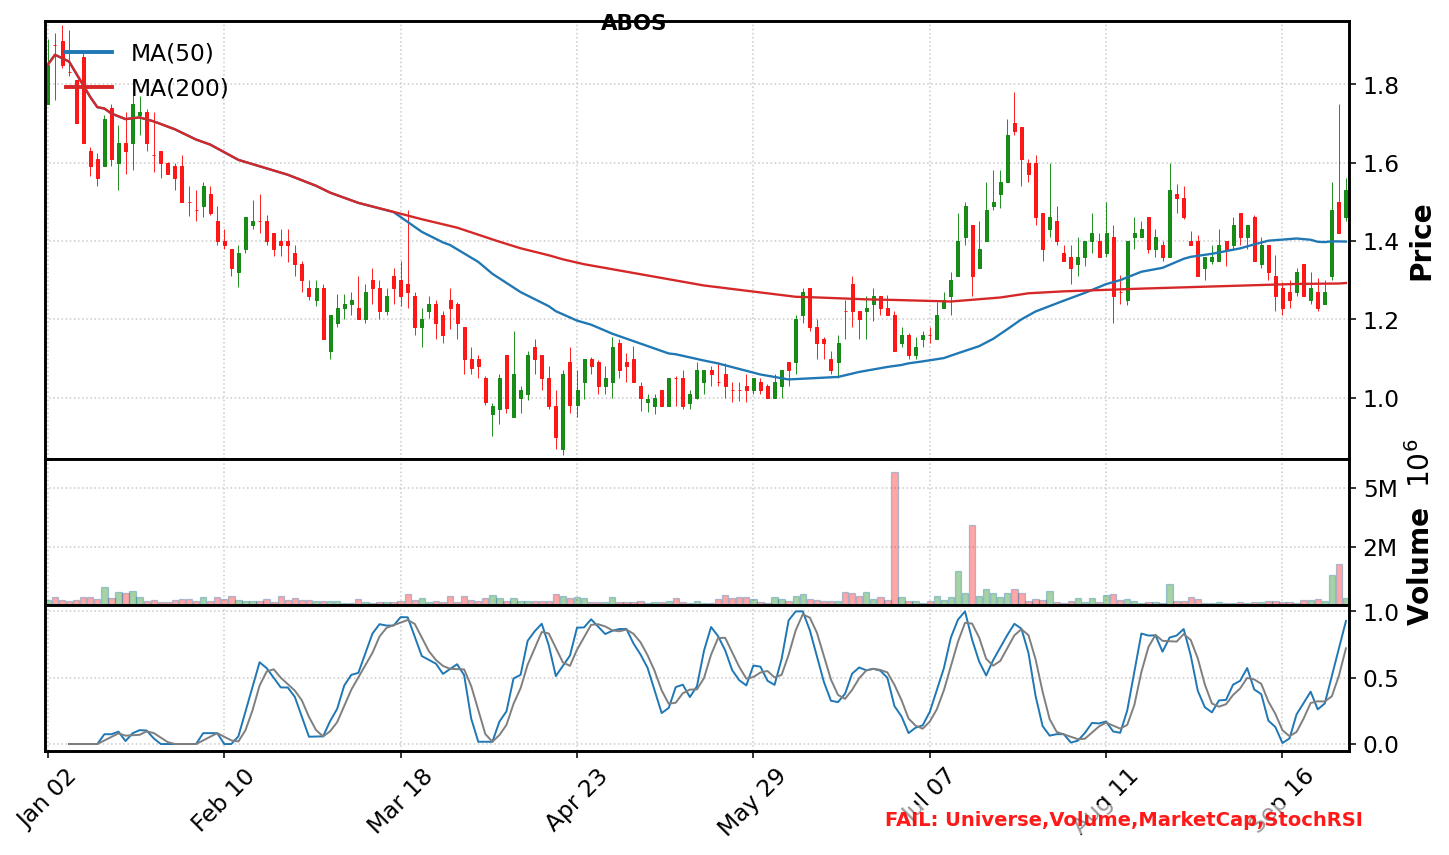 ABOS
MA(50)
MA(200)
1.8
1.6
1.4
1.2
1.0
Price
5M
2M
Volume 10^6
1.0
0.5
0.0
Jan 02
Feb 10
Mar 18
Apr 23
May 29
Jul 07
Aug 11
Sep 16
FAIL: Universe,Volume,MarketCap,StochRSI